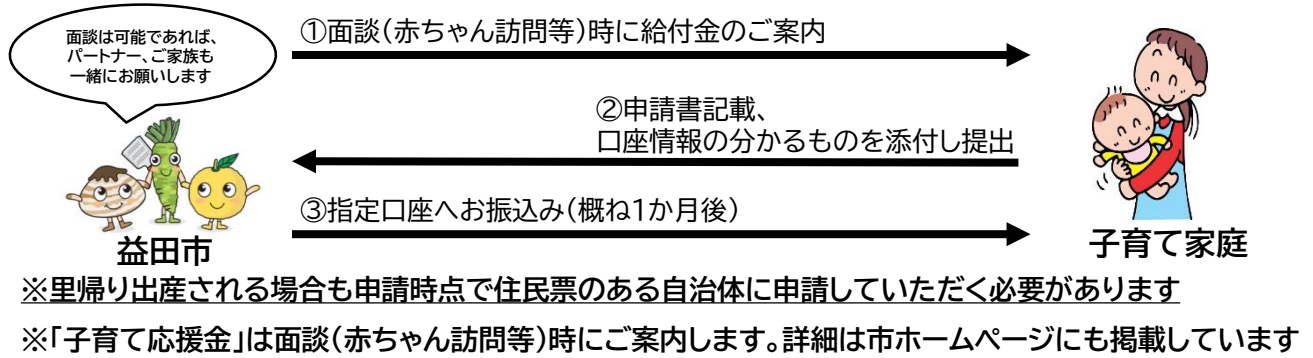 面談は可能であれば、
パートナー、ご家族も
一緒にお願いします
①面談(赤ちゃん訪問等)時に給付金のご案内
②申請書記載、
口座情報の分かるものを添付し提出
③指定口座へお振込み(概ね1か月後)
益田市
子育て家庭
※里帰り出産される場合も申請時点で住民票のある自治体に申請していただく必要があります
※「子育て応援金」は面談(赤ちゃん訪問等)時にご案内します。詳細は市ホームページにも掲載しています